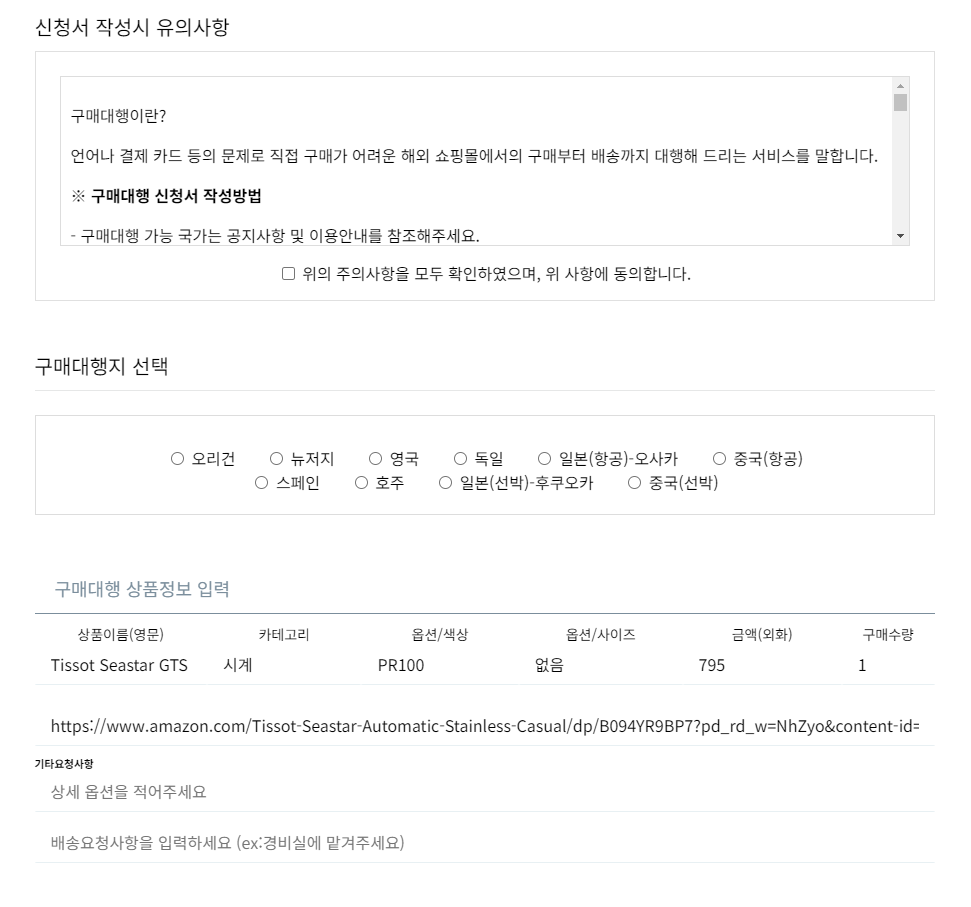 신청서 작성시 유의사항
구매대행이란?
언어나 결제 카드 등의 문제로 직접 구매가 어려운 해외 쇼핑몰에서의 구매부터 배송까지 대행해 드리는 서비스를 말합니다.
※ 구매대행 신청서 작성방법
- 구매대행 가능 국가는 공지사항 및 이용안내를 참조해주세요.
위의 주의사항을 모두 확인하였으며, 위 사항에 동의합니다.
구매대행지 선택
오리건 뉴저지 영국 독일 일본(항공)-오사카 중국(항공)
스페인 호주 일본(선박)-후쿠오카 중국(선박)
구매대행 상품정보 입력
상품이름(영문) 카테고리 옵션/색상 옵션/사이즈 금액(외화) 구매수량
Tissot Seastar GTS 시계 PR100 없음 795 1
https://www.amazon.com/Tissot-Seastar-Automatic-Stainless-Casual/dp/B094YR9BP7?pd_rd_w=NhZyo&content-id=
기타요청사항
상세 옵션을 적어주세요
배송요청사항을 입력하세요 (ex:경비실에 맡겨주세요)